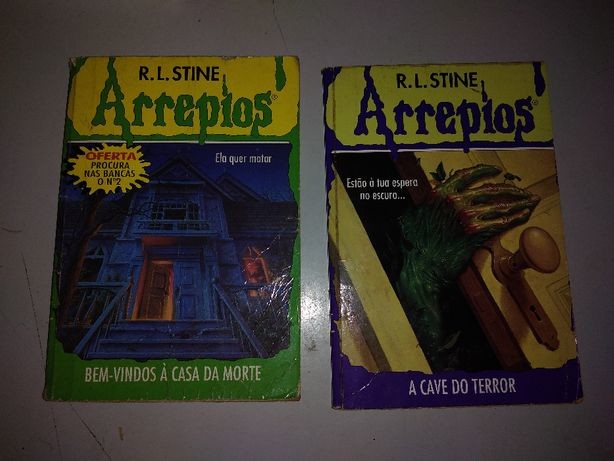 R.L. STINE
Arrepios®
OFERTA
PROCURA
NAS BANCAS
O Nº2
Ela quer matar
BEM-VINDOS À CASA DA MORTE
R.L. STINE
Arrepios®
Estão à tua espera
no escuro...
A CAVE DO TERROR